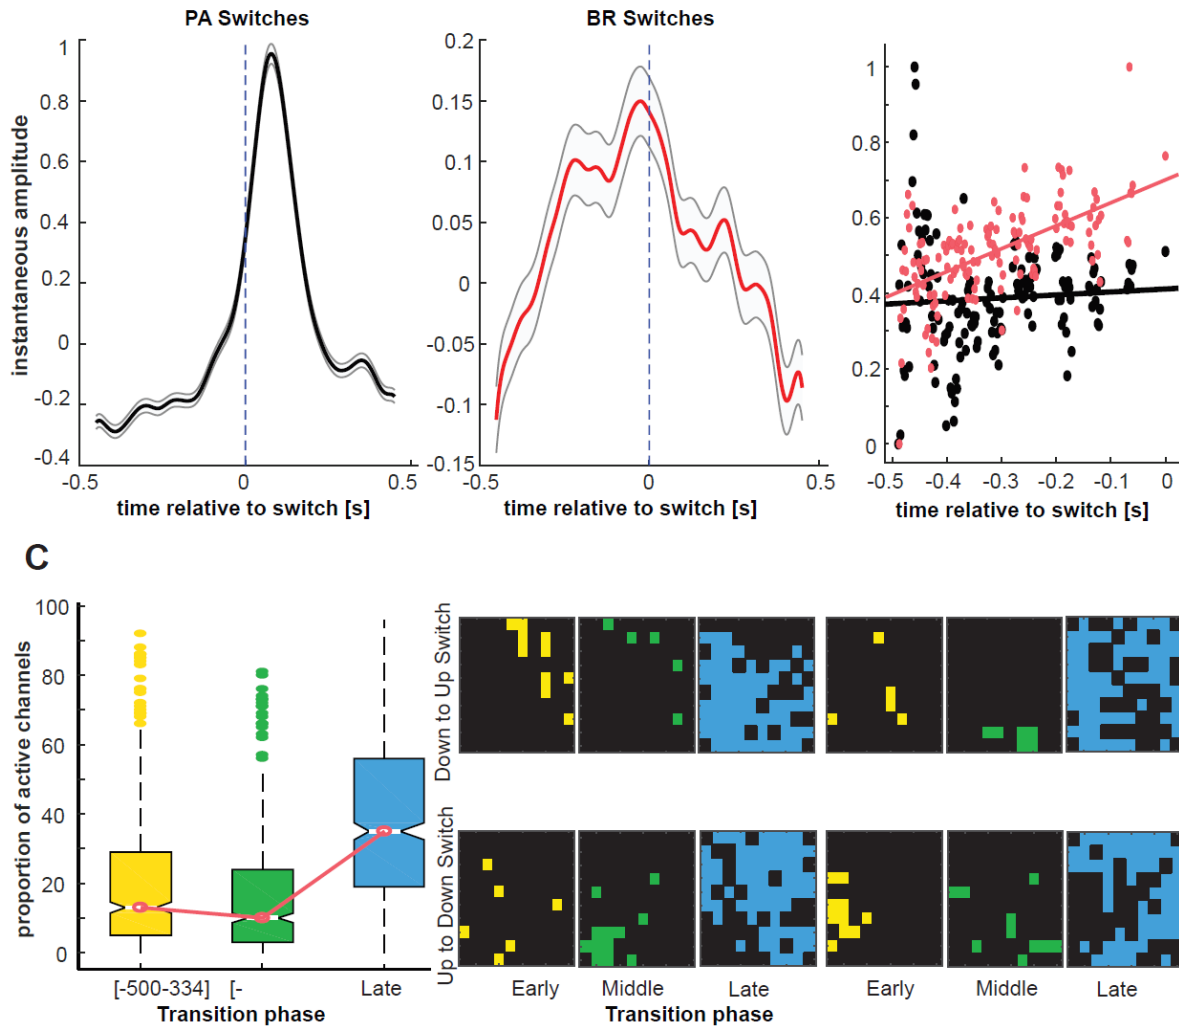 PA Switches
BR Switches
instantaneous amplitude
1
0.8
0.6
0.4
0.2
0
-0.2
-0.4
-0.5
0
0.5
time relative to switch [s]
0.2
0.15
0.1
0.05
0
-0.05
-0.1
-0.15
-0.5
0
0.5
time relative to switch [s]
1
0.8
0.6
0.4
0.2
0
-0.5 -0.4 -0.3 -0.2 -0.1 0
time relative to switch [s]
C
proportion of active channels
100
80
60
40
20
0
[-500-334] [- Late
Transition phase
Down to Up Switch
Up to Down Switch
Early Middle Late Early Middle Late
Transition phase